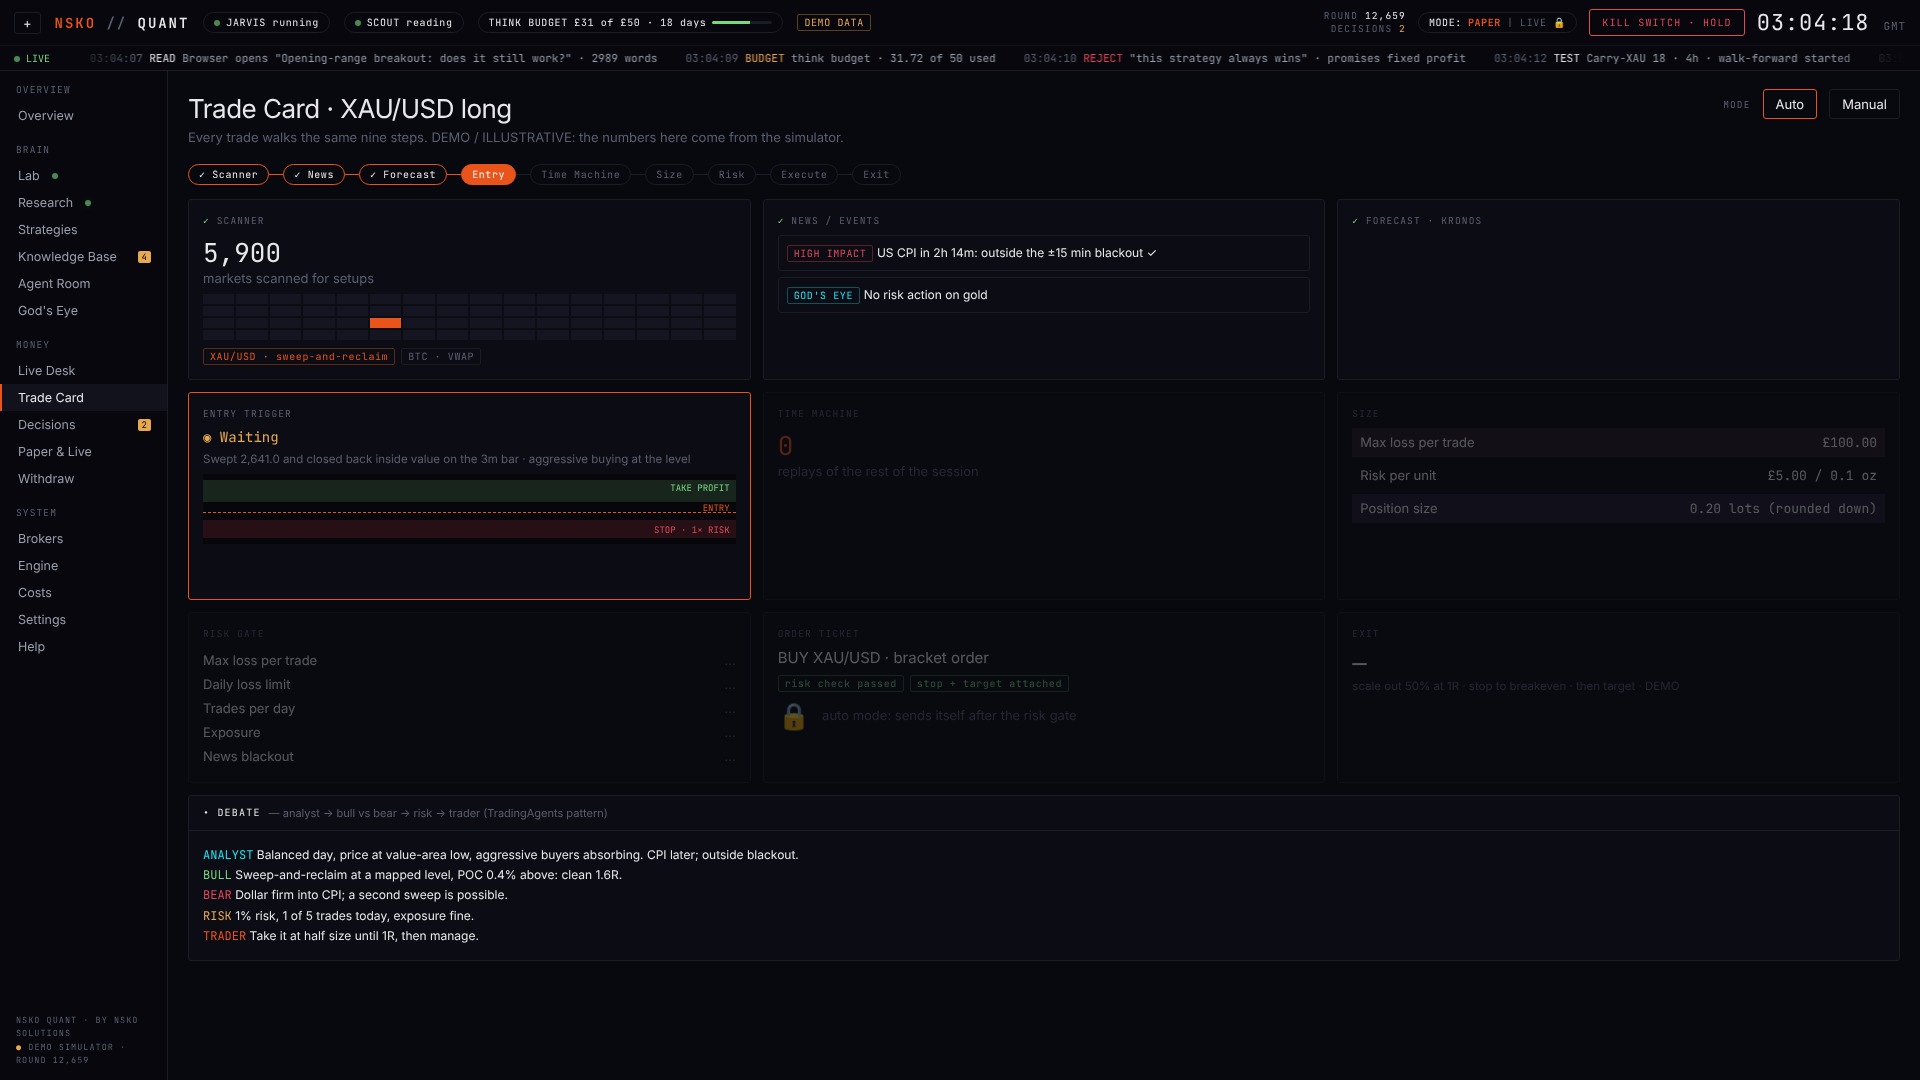 + NSKO // QUANT JARVIS running SCOUT reading THINK BUDGET £31 of £50 · 18 days DEMO DATA
ROUND 12,659
DECISIONS 2
MODE: PAPER | LIVE 🔒 KILL SWITCH · HOLD 03:04:18 GMT
LIVE 03:04:07 READ Browser opens "Opening-range breakout: does it still work?" · 2989 words 03:04:09 BUDGET think budget · 31.72 of 50 used 03:04:10 REJECT "this strategy always wins" · promises fixed profit 03:04:12 TEST Carry-XAU 18 · 4h · walk-forward started 03:
OVERVIEW
Overview
BRAIN
Lab
Research
Strategies
Knowledge Base 4
Agent Room
God's Eye
MONEY
Live Desk
Trade Card
Decisions 2
Paper & Live
Withdraw
SYSTEM
Brokers
Engine
Costs
Settings
Help
NSKO QUANT · BY NSKO
SOLUTIONS
DEMO SIMULATOR ·
ROUND 12,659
Trade Card · XAU/USD long
Every trade walks the same nine steps. DEMO / ILLUSTRATIVE: the numbers here come from the simulator.
MODE Auto Manual
✓ Scanner ✓ News ✓ Forecast Entry Time Machine Size Risk Execute Exit
✓ SCANNER
5,900
markets scanned for setups
XAU/USD · sweep-and-reclaim BTC · VWAP
✓ NEWS / EVENTS
HIGH IMPACT US CPI in 2h 14m: outside the ±15 min blackout ✓
GOD'S EYE No risk action on gold
✓ FORECAST · KRONOS
ENTRY TRIGGER
◉ Waiting
Swept 2,641.0 and closed back inside value on the 3m bar · aggressive buying at the level
TAKE PROFIT
ENTRY
STOP · 1× RISK
TIME MACHINE
0
replays of the rest of the session
SIZE
Max loss per trade £100.00
Risk per unit £5.00 / 0.1 oz
Position size 0.20 lots (rounded down)
RISK GATE
Max loss per trade …
Daily loss limit …
Trades per day …
Exposure …
News blackout …
ORDER TICKET
BUY XAU/USD · bracket order
risk check passed stop + target attached
🔒 auto mode: sends itself after the risk gate
EXIT
—
scale out 50% at 1R · stop to breakeven · then target · DEMO
• DEBATE — analyst → bull vs bear → risk → trader (TradingAgents pattern)
ANALYST Balanced day, price at value-area low, aggressive buyers absorbing. CPI later; outside blackout.
BULL Sweep-and-reclaim at a mapped level, POC 0.4% above: clean 1.6R.
BEAR Dollar firm into CPI; a second sweep is possible.
RISK 1% risk, 1 of 5 trades today, exposure fine.
TRADER Take it at half size until 1R, then manage.